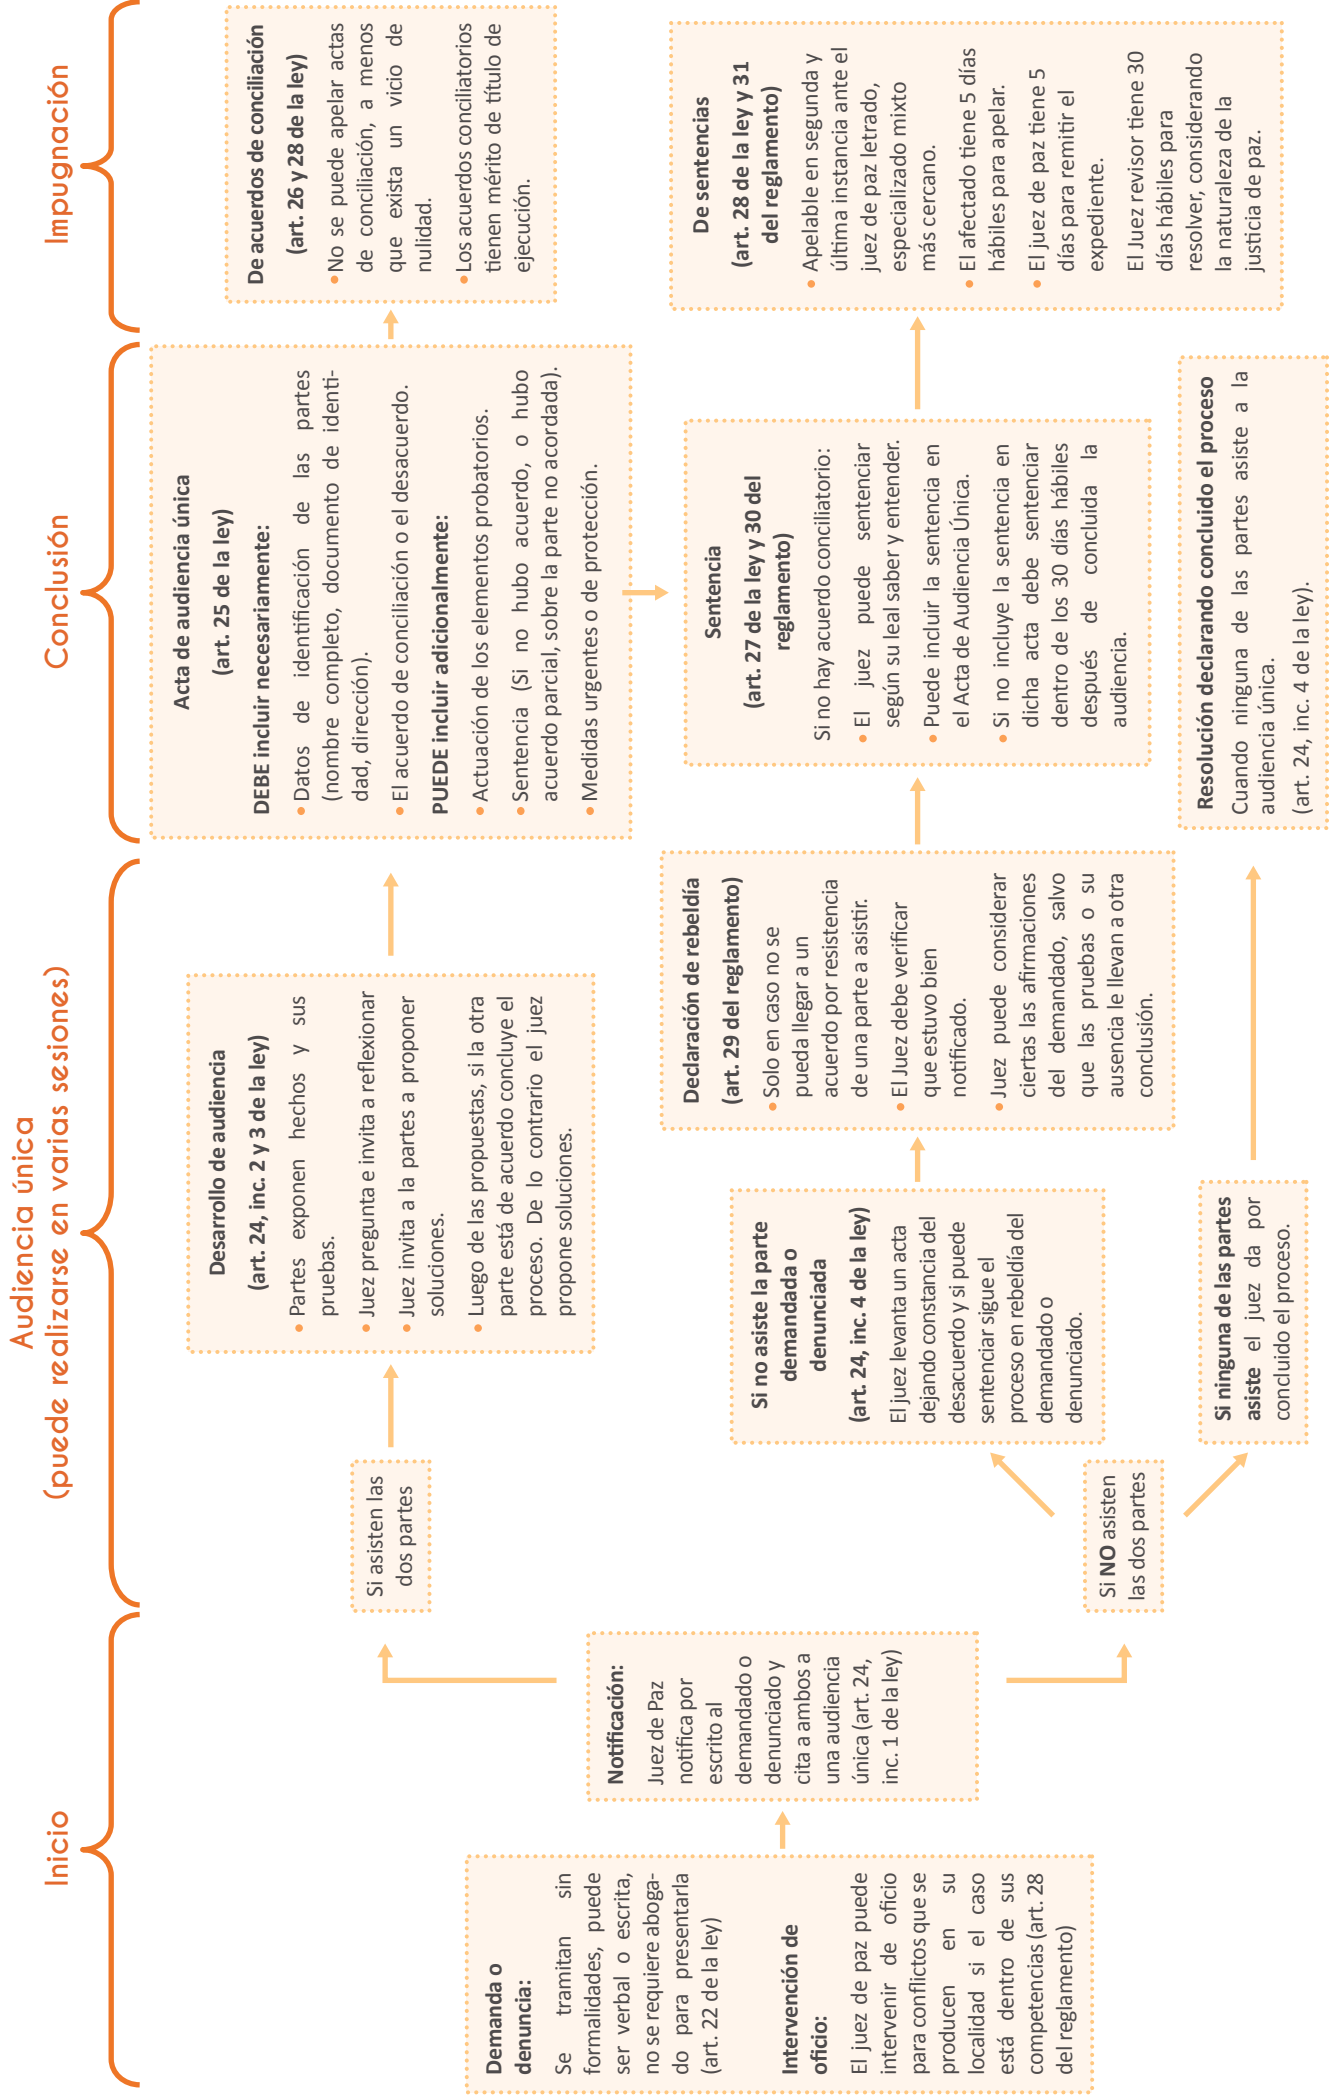 Inicio
Audiencia única
(puede realizarse en varias sesiones)
Conclusión
Impugnación
Demanda o
denuncia:
Se tramitan sin
formalidades, puede
ser verbal o escrita,
no se requiere aboga-
do para presentarla
(art. 22 de la ley)
Intervención de
oficio:
El juez de paz puede
intervenir de oficio
para conflictos que se
producen en su
localidad si el caso
está dentro de sus
competencias (art. 28
del reglamento)
Notificación:
Juez de Paz
notifica por
escrito al
demandado o
denunciado y
cita a ambos a
una audiencia
única (art. 24,
inc. 1 de la ley)
Si asisten las
dos partes
Desarrollo de audiencia
(art. 24, inc. 2 y 3 de la ley)
• Partes exponen hechos y sus
pruebas.
• Juez pregunta e invita a reflexionar
• Juez invita a la partes a proponer
soluciones.
• Luego de las propuestas, si la otra
parte está de acuerdo concluye el
proceso. De lo contrario el juez
propone soluciones.
Acta de audiencia única
(art. 25 de la ley)
DEBE incluir necesariamente:
• Datos de identificación de las partes
(nombre completo, documento de identi-
dad, dirección).
• El acuerdo de conciliación o el desacuerdo.
PUEDE incluir adicionalmente:
• Actuación de los elementos probatorios.
• Sentencia (Si no hubo acuerdo, o hubo
acuerdo parcial, sobre la parte no acordada).
• Medidas urgentes o de protección.
De acuerdos de conciliación
(art. 26 y 28 de la ley)
• No se puede apelar actas
de conciliación, a menos
que exista un vicio de
nulidad.
• Los acuerdos conciliatorios
tienen mérito de título de
ejecución.
Si NO asisten
las dos partes
Si no asiste la parte
demandada o
denunciada
(art. 24, inc. 4 de la ley)
El juez levanta un acta
dejando constancia del
desacuerdo y si puede
sentenciar sigue el
proceso en rebeldía del
demandado o
denunciado.
Declaración de rebeldía
(art. 29 del reglamento)
• Solo en caso no se
pueda llegar a un
acuerdo por resistencia
de una parte a asistir.
• El Juez debe verificar
que estuvo bien
notificado.
• Juez puede considerar
ciertas las afirmaciones
del demandado, salvo
que las pruebas o su
ausencia le llevan a otra
conclusión.
Sentencia
(art. 27 de la ley y 30 del
reglamento)
Si no hay acuerdo conciliatorio:
• El juez puede sentenciar
según su leal saber y entender.
• Puede incluir la sentencia en
el Acta de Audiencia Única.
• Si no incluye la sentencia en
dicha acta debe sentenciar
dentro de los 30 días hábiles
después de concluida la
audiencia.
De sentencias
(art. 28 de la ley y 31
del reglamento)
• Apelable en segunda y
última instancia ante el
juez de paz letrado,
especializado mixto
más cercano.
• El afectado tiene 5 días
hábiles para apelar.
• El juez de paz tiene 5
días para remitir el
expediente.
El Juez revisor tiene 30
días hábiles para
resolver, considerando
la naturaleza de la
justicia de paz.
Si ninguna de las partes
asiste el juez da por
concluido el proceso.
Resolución declarando concluido el proceso
Cuando ninguna de las partes asiste a la
audiencia única.
(art. 24, inc. 4 de la ley).